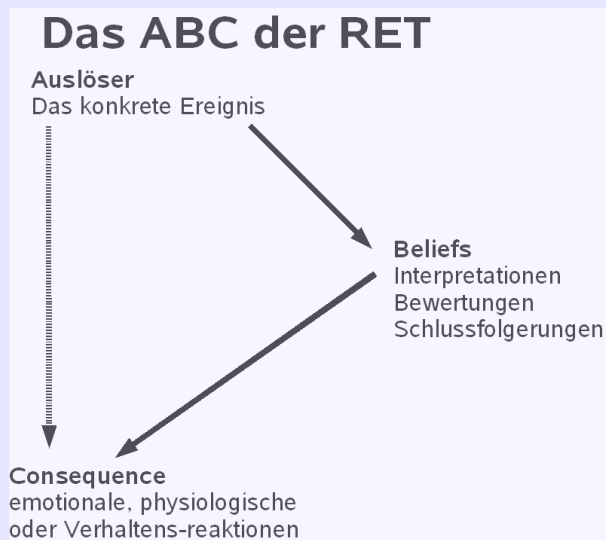 Das ABC der RET
Auslöser
Das konkrete Ereignis
Beliefs
Interpretationen
Bewertungen
Schlussfolgerungen
Consequence
emotionale, physiologische
oder Verhaltens-reaktionen